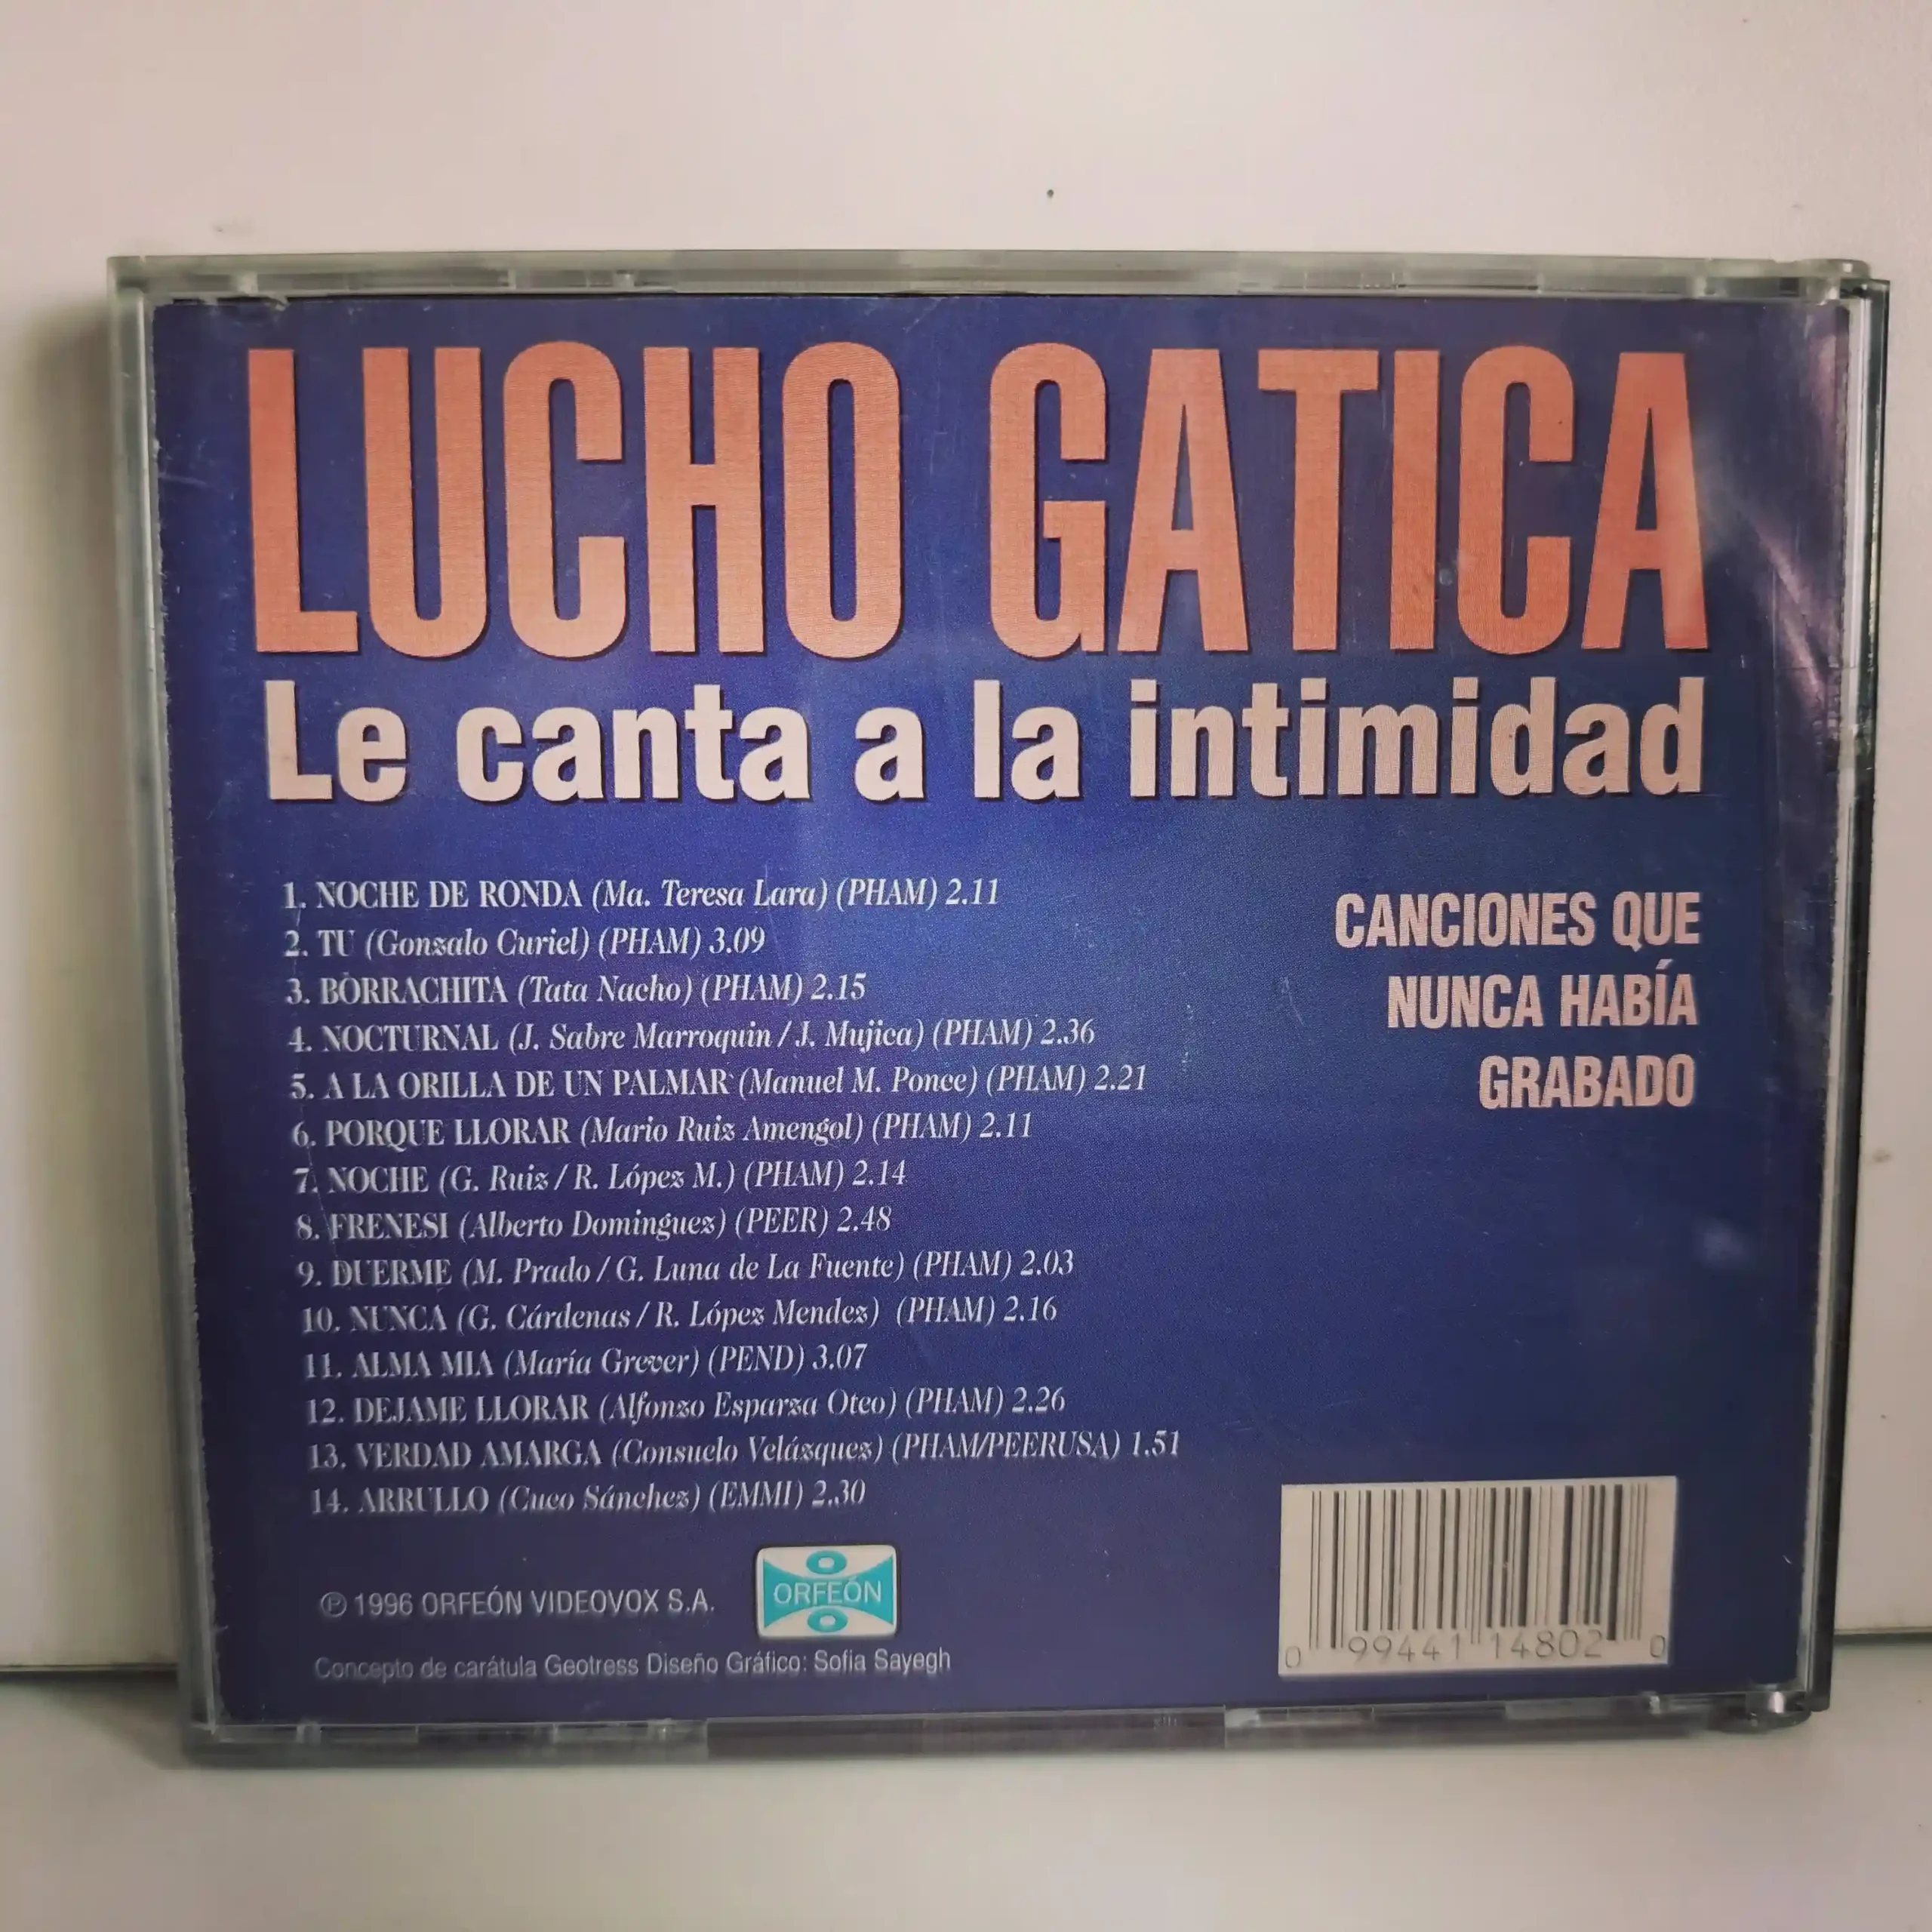 LUCHO GATICA
Le canta a la intimidad
1. NOCHE DE RONDA (Ma. Teresa Lara) (PHAM) 2.11
2. TU (Gonzalo Curiel) (PHAM) 3.09
3. BORRACHITA (Tata Nacho) (PHAM) 2.15
4. NOCTURNAL (J. Sabre Marroquin / J. Mujica) (PHAM) 2.36
5. A LA ORILLA DE UN PALMAR (Manuel M. Ponce) (PHAM) 2.21
6. PORQUE LLORAR (Mario Ruiz Amengol) (PHAM) 2.11
7. NOCHE (G. Ruiz / R. López M.) (PHAM) 2.14
8. FRENESI (Alberto Dominguez) (PEER) 2.48
9. DUERME (M. Prado / G. Luna de La Fuente) (PHAM) 2.03
10. NUNCA (G. Cárdenas / R. López Mendez) (PHAM) 2.16
11. ALMA MIA (María Grever) (PEND) 3.07
12. DEJAME LLORAR (Alfonzo Esparza Oteo) (PHAM) 2.26
13. VERDAD AMARGA (Consuelo Velázquez) (PHAM/PEERUSA) 1.51
14. ARRULLO (Cuco Sánchez) (EMMI) 2.30
CANCIONES QUE
NUNCA HABÍA
GRABADO
℗ 1996 ORFEÓN VIDEOVOX S.A.
ORFEÓN
Concepto de carátula Geotress Diseño Gráfico: Sofia Sayegh
0 99441 14802 0